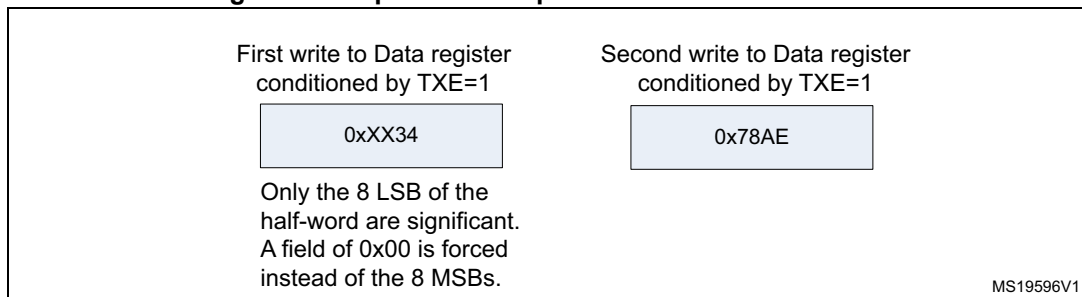 First write to Data register
conditioned by TXE=1
0xXX34
Only the 8 LSB of the
half-word are significant.
A field of 0x00 is forced
instead of the 8 MSBs.
Second write to Data register
conditioned by TXE=1
0x78AE
MS19596V1